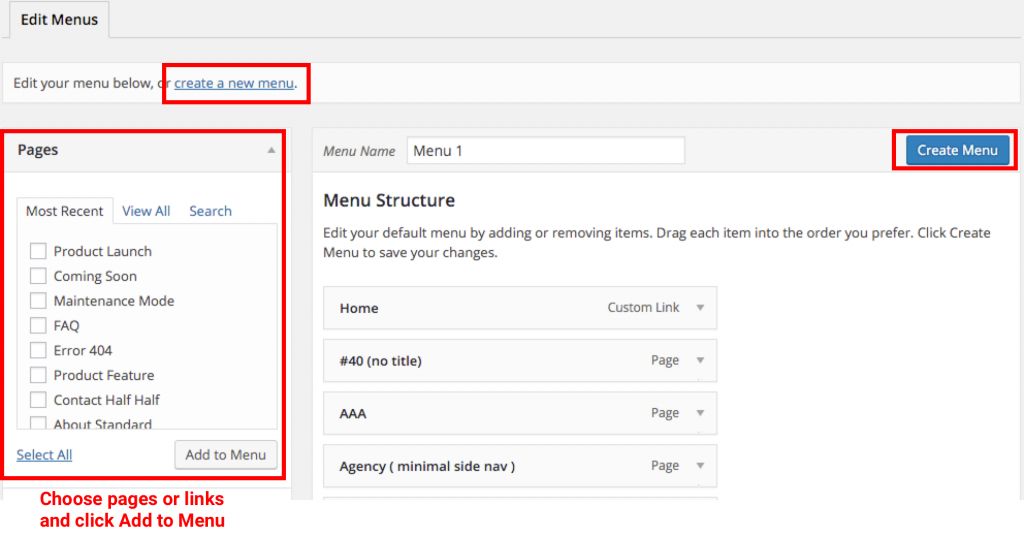 Edit Menus
Edit your menu below, or create a new menu.
Pages
Most Recent View All Search
Product Launch
Coming Soon
Maintenance Mode
FAQ
Error 404
Product Feature
Contact Half Half
About Standard
Select All Add to Menu
Choose pages or links
and click Add to Menu
Menu Name Menu 1 Create Menu
Menu Structure
Edit your default menu by adding or removing items. Drag each item into the order you prefer. Click Create
Menu to save your changes.
Home Custom Link
#40 (no title) Page
AAA Page
Agency ( minimal side nav ) Page